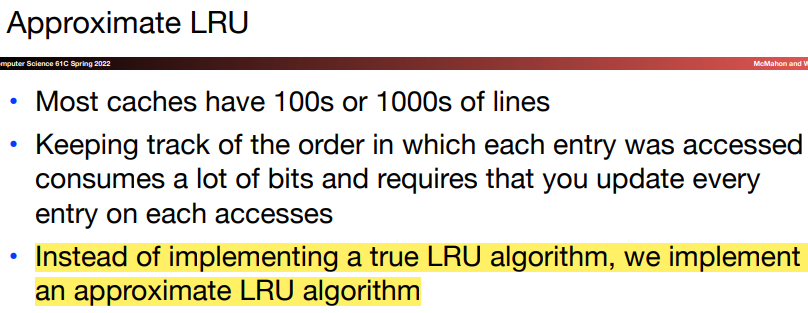 Approximate LRU
mputer Science 61C Spring 2022
McMahon and W
• Most caches have 100s or 1000s of lines
• Keeping track of the order in which each entry was accessed
consumes a lot of bits and requires that you update every
entry on each accesses
• Instead of implementing a true LRU algorithm, we implement
an approximate LRU algorithm